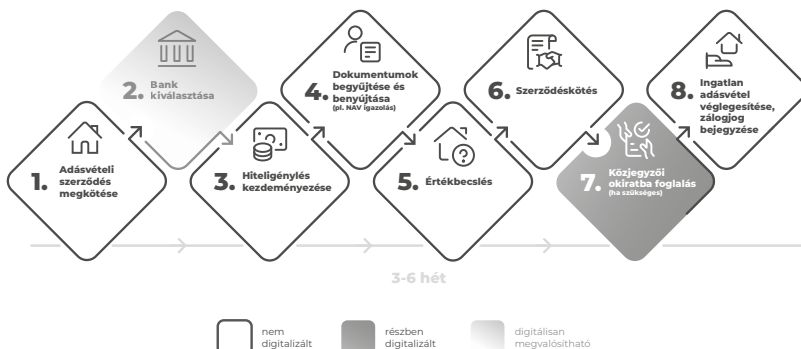 1. Adásvételi
szerződés
megkötése
2. Bank
kiválasztása
3. Hiteligénylés
kezdeményezése
4. Dokumentumok
begyűjtése és
benyújtása
(pl. NAV igazolás)
5. Értékbecslés
6. Szerződéskötés
7. Közjegyzői
okiratba foglalás
(ha szükséges)
8. Ingatlan
adásvétel
véglegesítése,
zálogjog
bejegyzése
3-6 hét
nem
digitalizált
részben
digitalizált
digitálisan
megvalósítható